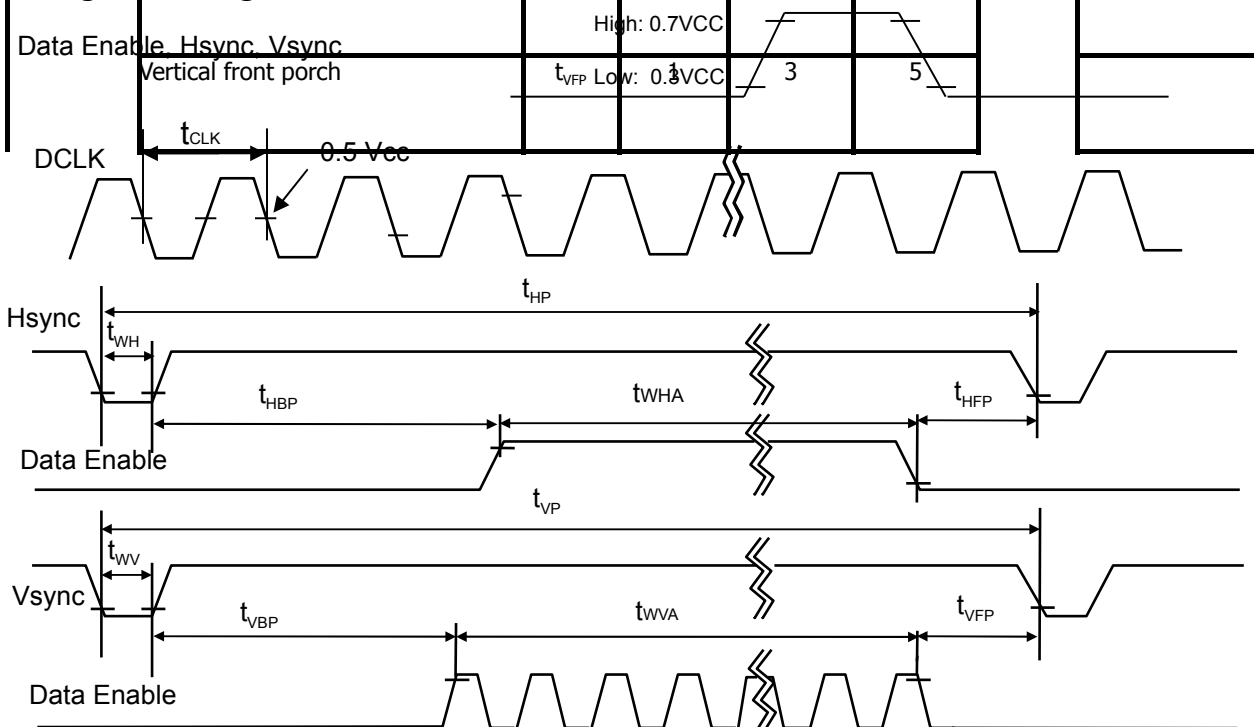 High: 0.7VCC
Data Enable, Hsync, Vsync
Vertical front porch tVFP 1 3 5
Low: 0.3VCC
tCLK
0.5 Vcc
DCLK
tHP
Hsync
tWH
tHBP tWHA tHFP
Data Enable
tVP
tWV
Vsync
tVBP tWVA tVFP
Data Enable